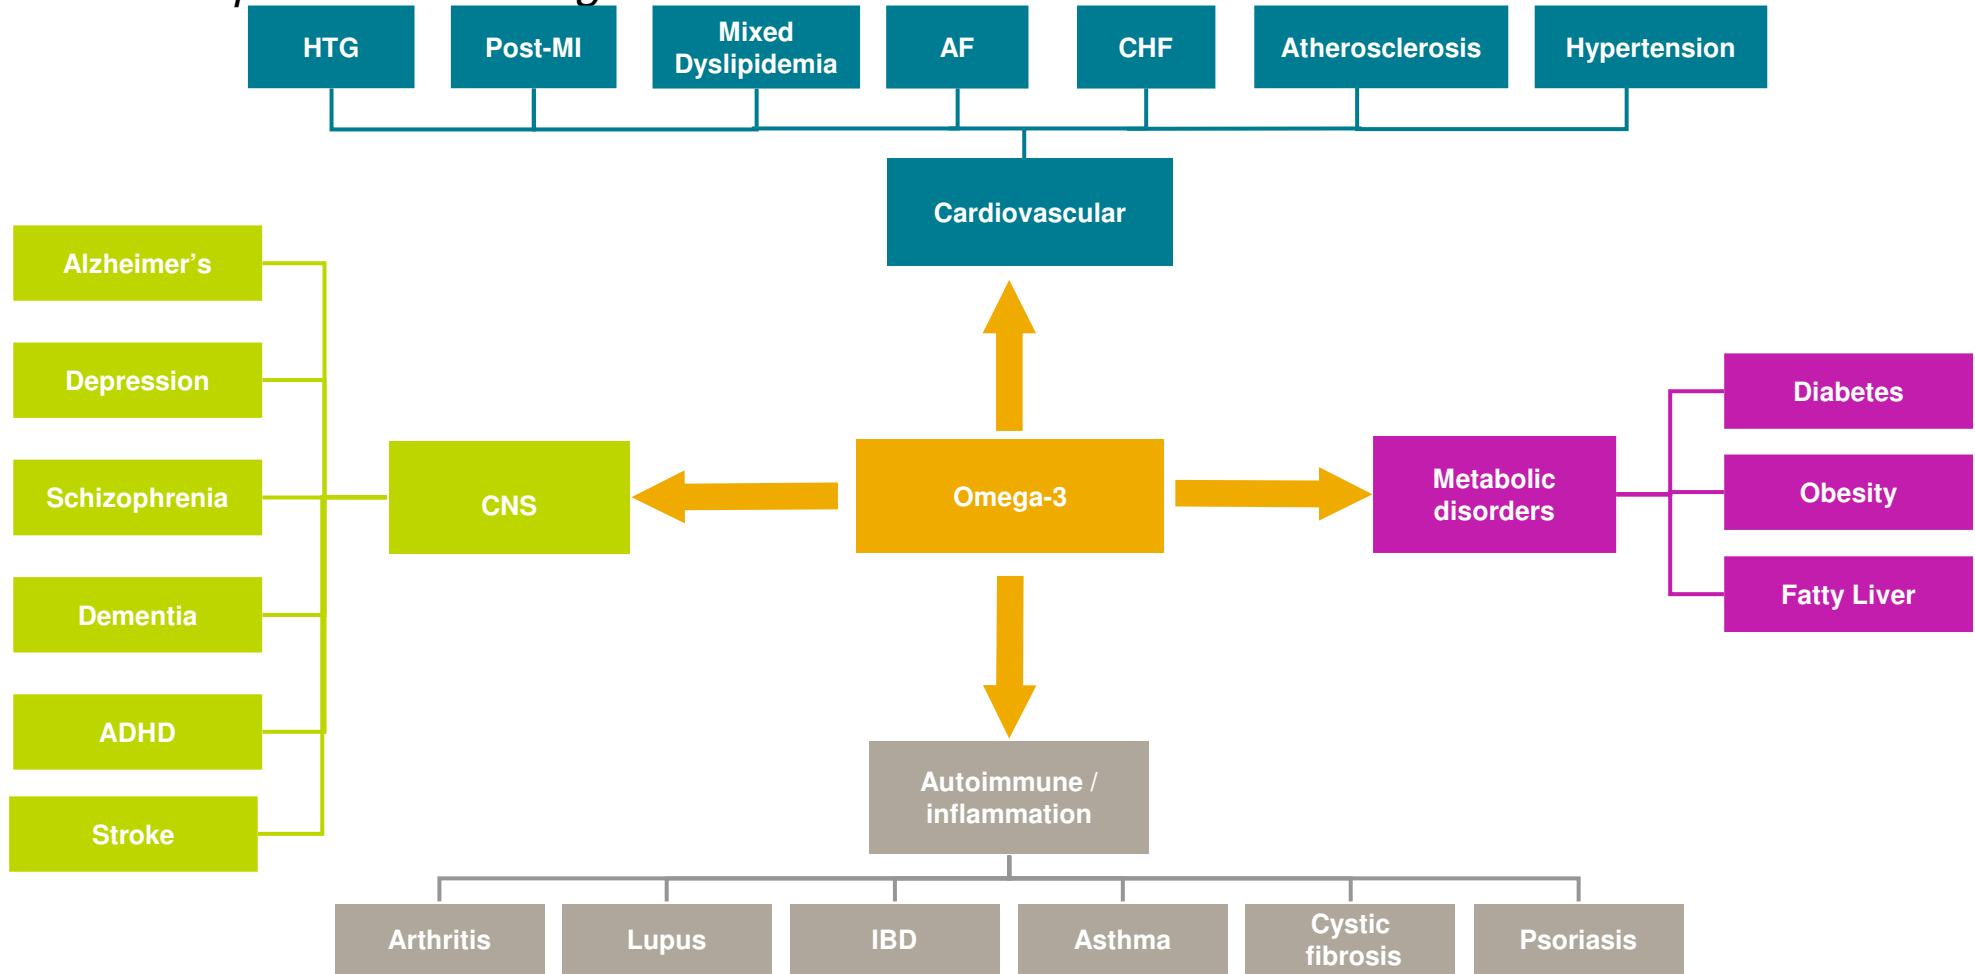 HTG
Post-MI
Mixed
Dyslipidemia
AF
CHF
Atherosclerosis
Hypertension
Cardiovascular
Alzheimer’s
Depression
Schizophrenia
Dementia
ADHD
Stroke
CNS
Omega-3
Metabolic
disorders
Diabetes
Obesity
Fatty Liver
Autoimmune /
inflammation
Arthritis
Lupus
IBD
Asthma
Cystic
fibrosis
Psoriasis